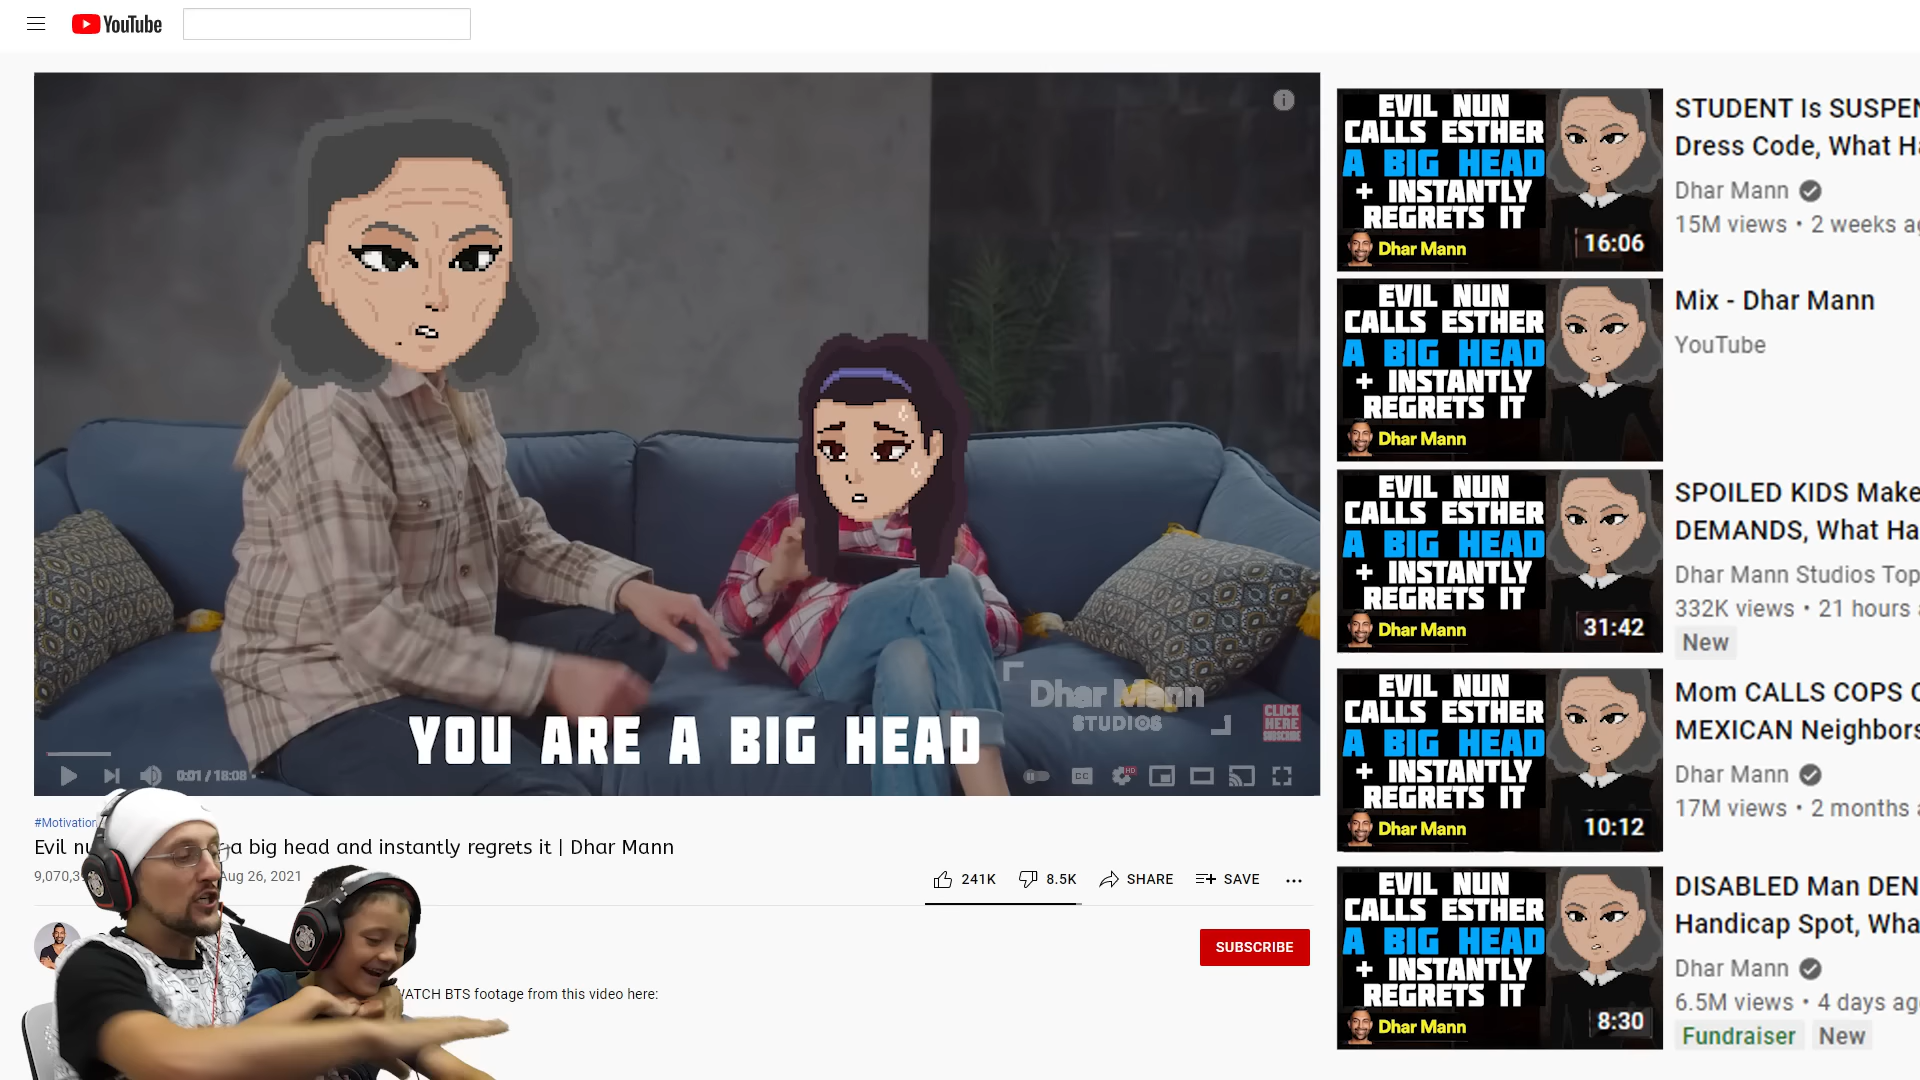 YouTube
YOU ARE A BIG HEAD
Dhar Mann
STUDIOS
CLICK
HERE
SUBSCRIBE
0:01 / 18:08
CC
HD
#Motivation
Evil a big head and instantly regrets it | Dhar Mann
Aug 26, 2021
241K
8.5K
SHARE
SAVE
SUBSCRIBE
WATCH BTS footage from this video here:
EVIL NUN
CALLS ESTHER
A BIG HEAD
+ INSTANTLY
REGRETS IT
Dhar Mann
16:06
STUDENT Is SUSPEN
Dress Code, What Ha
Dhar Mann
15M views • 2 weeks ag
EVIL NUN
CALLS ESTHER
A BIG HEAD
+ INSTANTLY
REGRETS IT
Dhar Mann
Mix - Dhar Mann
YouTube
EVIL NUN
CALLS ESTHER
A BIG HEAD
+ INSTANTLY
REGRETS IT
Dhar Mann
31:42
SPOILED KIDS Make
DEMANDS, What Ha
Dhar Mann Studios Top
332K views • 21 hours a
New
EVIL NUN
CALLS ESTHER
A BIG HEAD
+ INSTANTLY
REGRETS IT
Dhar Mann
10:12
Mom CALLS COPS O
MEXICAN Neighbors
Dhar Mann
17M views • 2 months a
EVIL NUN
CALLS ESTHER
A BIG HEAD
+ INSTANTLY
REGRETS IT
Dhar Mann
8:30
DISABLED Man DEN
Handicap Spot, Wha
Dhar Mann
6.5M views • 4 days ag
Fundraiser New